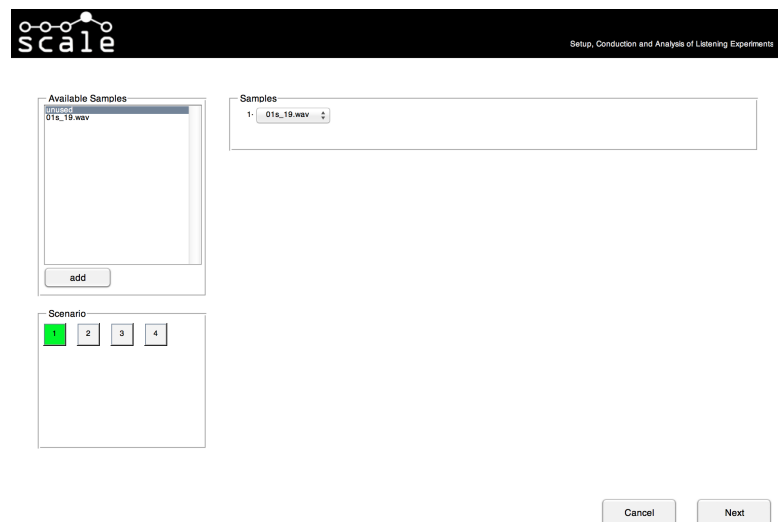 scale
Setup, Conduction and Analysis of Listening Experiments
Available Samples
unused
01s_19.wav
add
Samples
1· 01s_19.wav
Scenario
1 2 3 4
Cancel Next